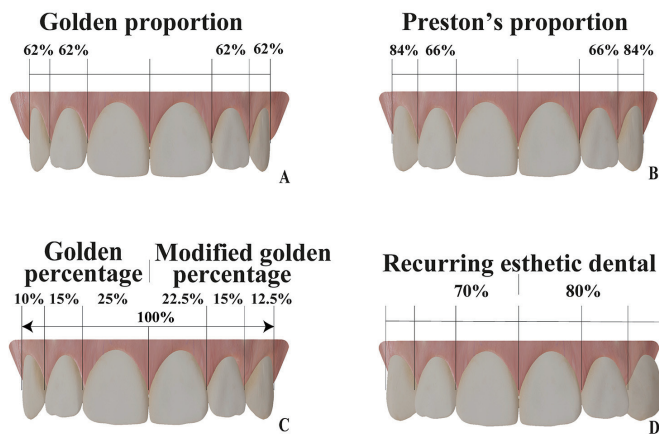 Golden proportion
62% 62% 62% 62%
A
Preston's proportion
84% 66% 66% 84%
B
Golden
percentage
Modified golden
percentage
10% 15% 25% 22.5% 15% 12.5%
100%
C
Recurring esthetic dental
70% 80%
D